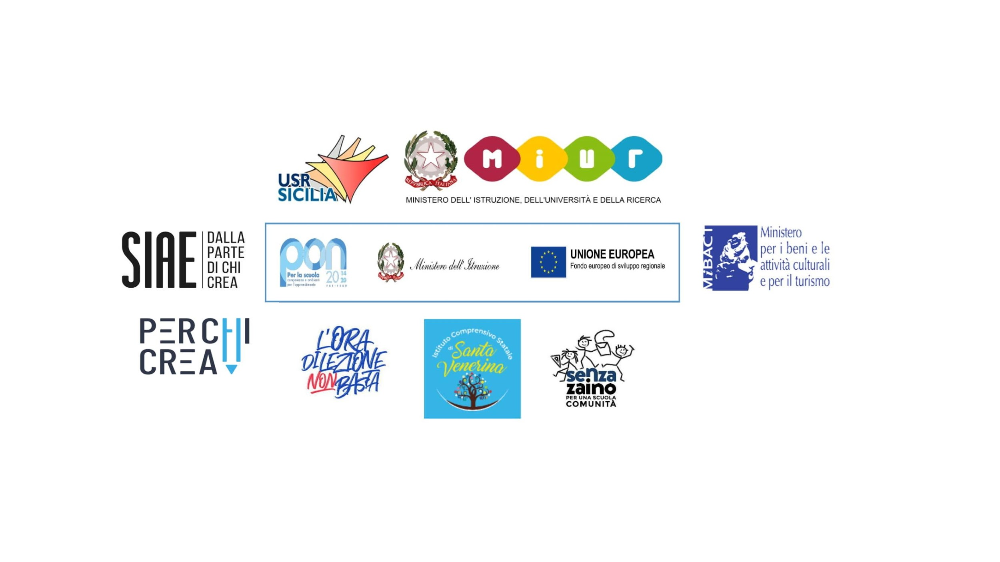 USR
SICILIA
REPVBBLICA ITALIANA
Miur
MINISTERO DELL' ISTRUZIONE, DELL'UNIVERSITÀ E DELLA RICERCA
SIAE
DALLA
PARTE
DI CHI
CREA
pon
Per la scuola
competenze e ambienti
per l'apprendimento
2014
20
FSE-FESR
REPVBBLICA ITALIANA
Ministero dell'Istruzione
UNIONE EUROPEA
Fondo europeo di sviluppo regionale
MiBACT
Ministero
per i beni e le
attività culturali
e per il turismo
PER CHI
CREA
L'ORA
DI LEZIONE
NON BASTA
Istituto Comprensivo Statale
di Santa
Venerina
senza
zaino
PER UNA SCUOLA
COMUNITÀ